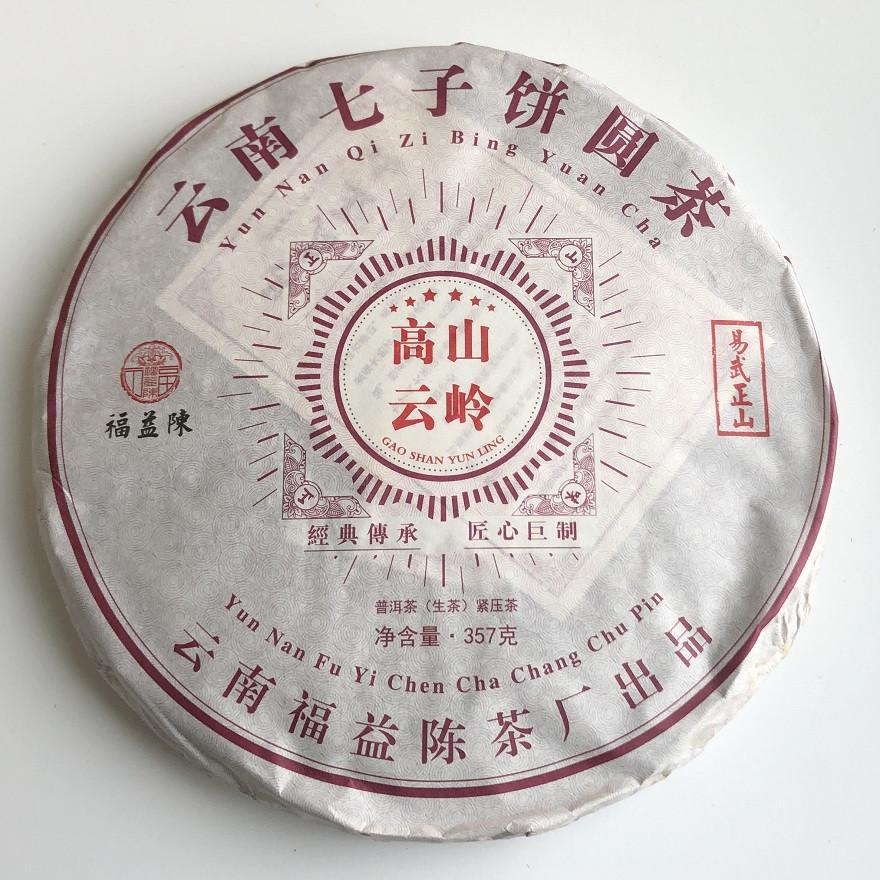 云南七子饼圆茶
Yun Nan Qi Zi Bing Yuan Cha
正
山
高山
云岭
GAO SHAN YUN LING
福益陳
易武正山
經典傳承 匠心巨制
普洱茶（生茶）紧压茶
净含量·357克
Yun Nan Fu Yi Chen Cha Chang Chu Pin
云南福益陈茶厂出品